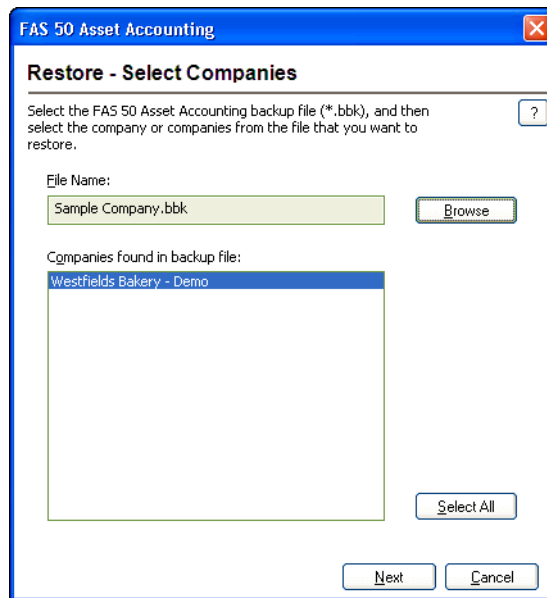 FAS 50 Asset Accounting
Restore - Select Companies
Select the FAS 50 Asset Accounting backup file (*.bbk), and then
select the company or companies from the file that you want to
restore.
?
File Name:
Sample Company.bbk
Browse
Companies found in backup file:
Westfields Bakery - Demo
Select All
Next
Cancel